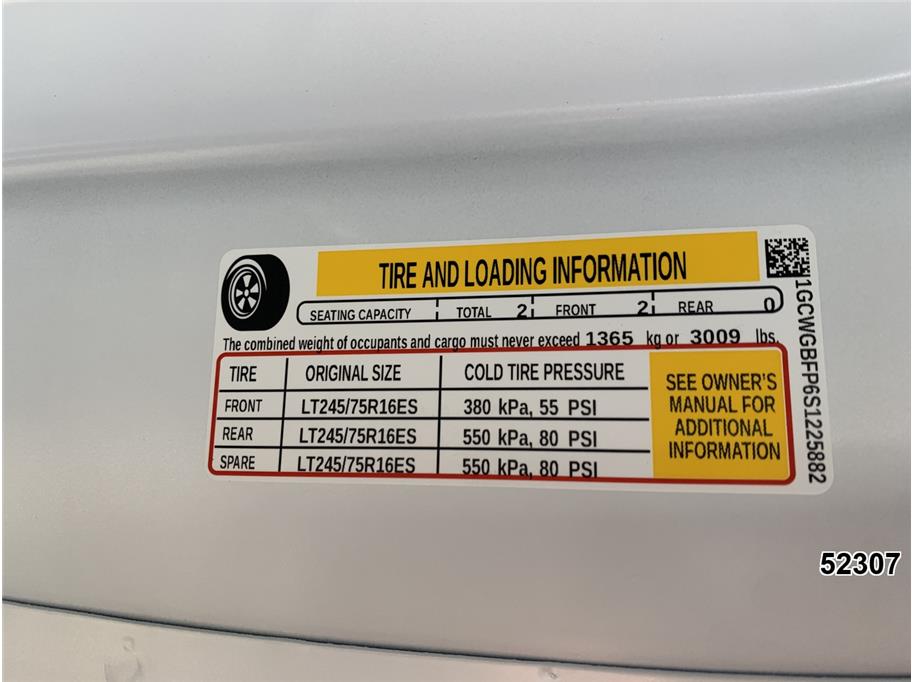 TIRE AND LOADING INFORMATION
SEATING CAPACITY TOTAL 2 FRONT 2 REAR 0
The combined weight of occupants and cargo must never exceed 1365 kg or 3009 lbs.
TIRE ORIGINAL SIZE COLD TIRE PRESSURE
FRONT LT245/75R16ES 380 kPa, 55 PSI
REAR LT245/75R16ES 550 kPa, 80 PSI
SPARE LT245/75R16ES 550 kPa, 80 PSI
SEE OWNER'S
MANUAL FOR
ADDITIONAL
INFORMATION
1GCWGBFP6S1225882
52307